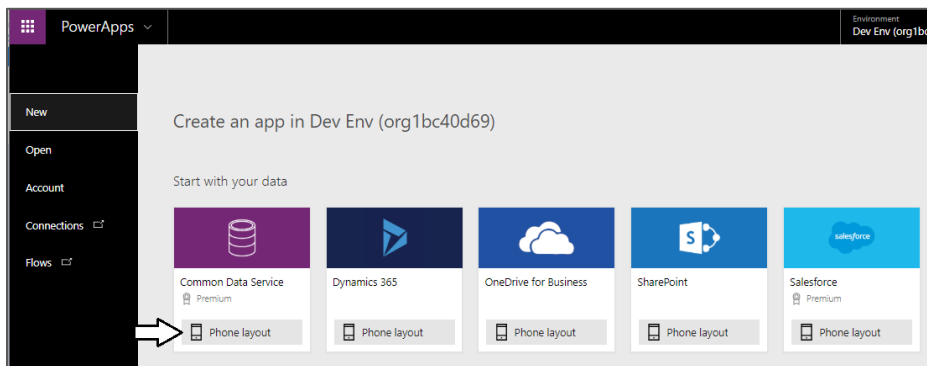 PowerApps
Environment
Dev Env (org1bc
New
Open
Account
Connections
Flows
Create an app in Dev Env (org1bc40d69)
Start with your data
Common Data Service
Premium
Phone layout
Dynamics 365
Phone layout
OneDrive for Business
Phone layout
S
SharePoint
Phone layout
salesforce
Salesforce
Premium
Phone layout